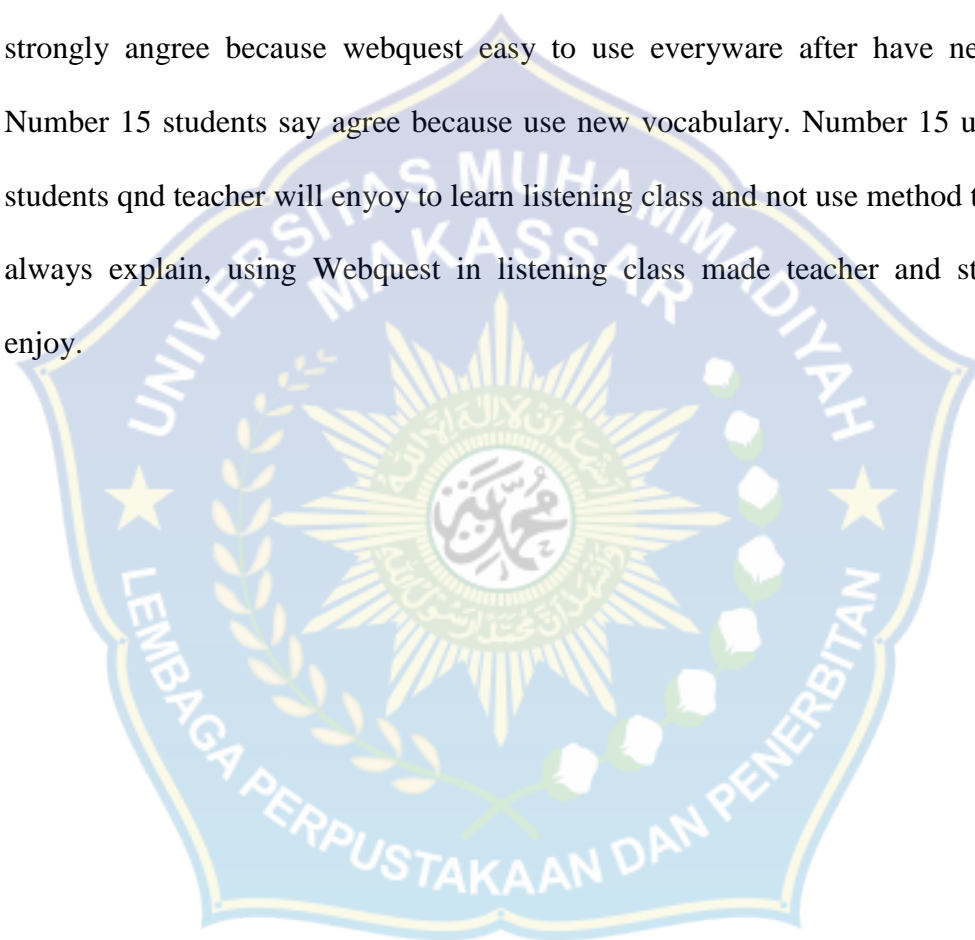 strongly angree because webquest easy to use everyware after have ne
Number 15 students say agree because use new vocabulary. Number 15 u
students qnd teacher will enyoy to learn listening class and not use method t
always explain, using Webquest in listening class made teacher and st
enjoy.
UNIVERSITAS MUHAMMADIYAH
MAKASSAR
محمد
LEMBAGA PERPUSTAKAAN DAN PENERBITAN